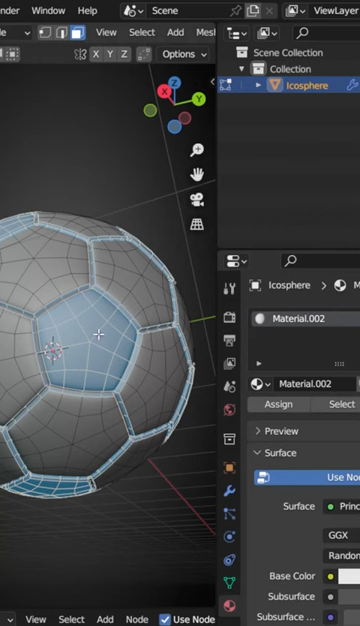 nder Window Help Scene ViewLayer
View Select Add Mesh
X Y Z Options
Scene Collection
Collection
Icosphere
Z
X
Y
Icosphere M
Material.002
Material.002
Assign Select
Preview
Surface
Use No
Surface Princ
GGX
Random
Base Color
Subsurface
Subsurface ...
View Select Add Node Use Node